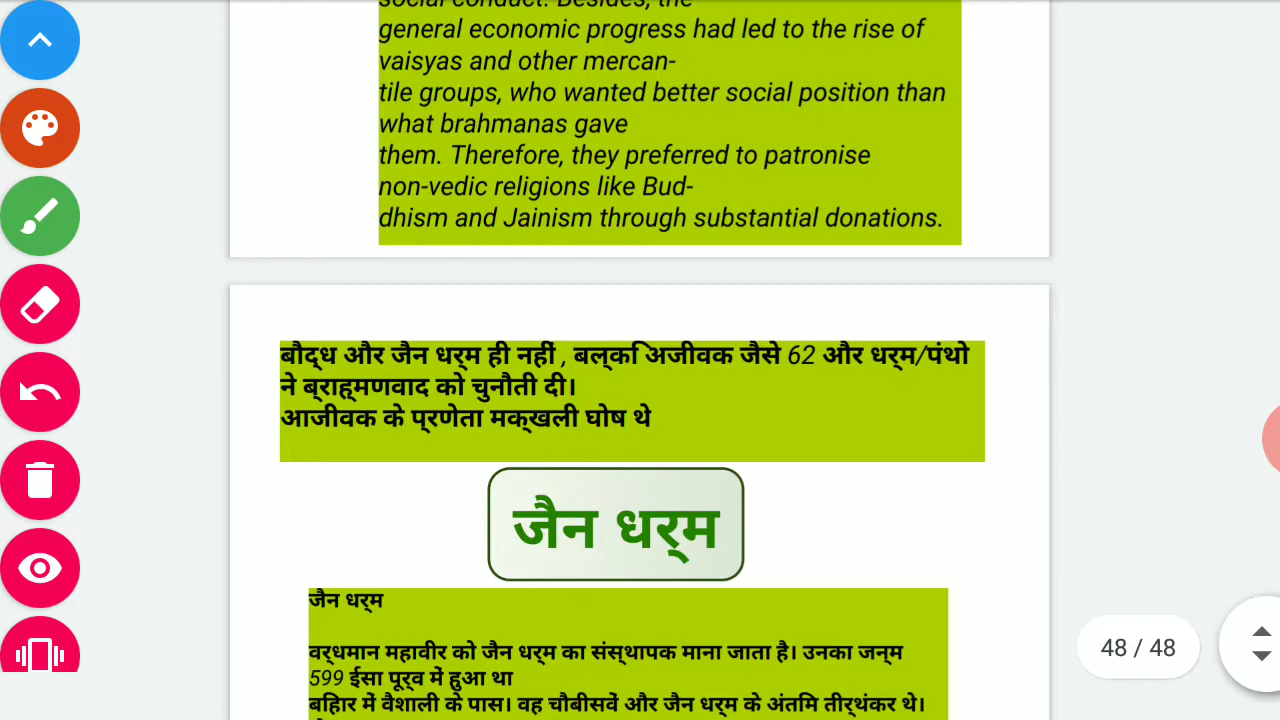 social conduct. Besides, the
general economic progress had led to the rise of
vaisyas and other mercan-
tile groups, who wanted better social position than
what brahmanas gave
them. Therefore, they preferred to patronise
non-vedic religions like Bud-
dhism and Jainism through substantial donations.
बौद्ध और जैन धर्म ही नहीं , बल्कि अजीवक जैसे 62 और धर्म/पंथो
ने ब्राह्मणवाद को चुनौती दी।
आजीवक के प्रणेता मक्खली घोष थे
जैन धर्म
जैन धर्म
वर्धमान महावीर को जैन धर्म का संस्थापक माना जाता है। उनका जन्म
599 ईसा पूर्व में हुआ था
बिहार में वैशाली के पास। वह चौबीसवें और जैन धर्म के अंतिम तीर्थंकर थे।
48 / 48